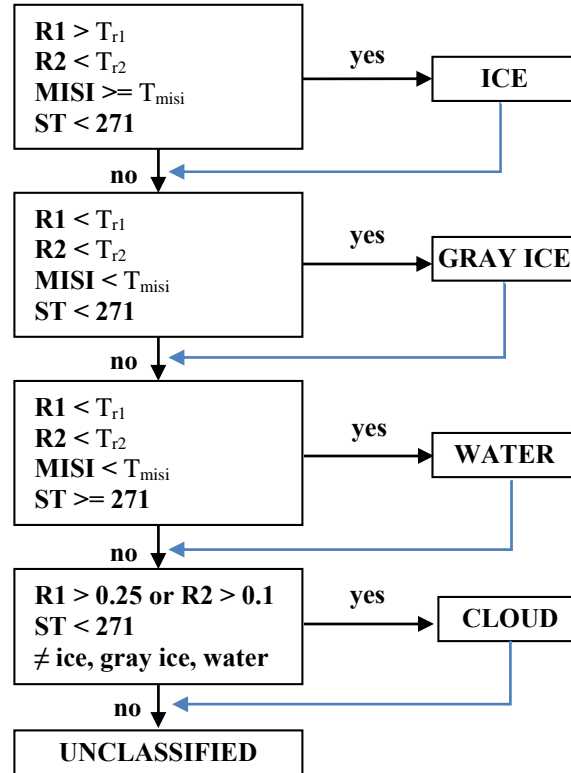 R1 > Tr1
R2 < Tr2
MISI >= Tmisi
ST < 271
yes
ICE
no
R1 < Tr1
R2 < Tr2
MISI < Tmisi
ST < 271
yes
GRAY ICE
no
R1 < Tr1
R2 < Tr2
MISI < Tmisi
ST >= 271
yes
WATER
no
R1 > 0.25 or R2 > 0.1
ST < 271
≠ ice, gray ice, water
yes
CLOUD
no
UNCLASSIFIED